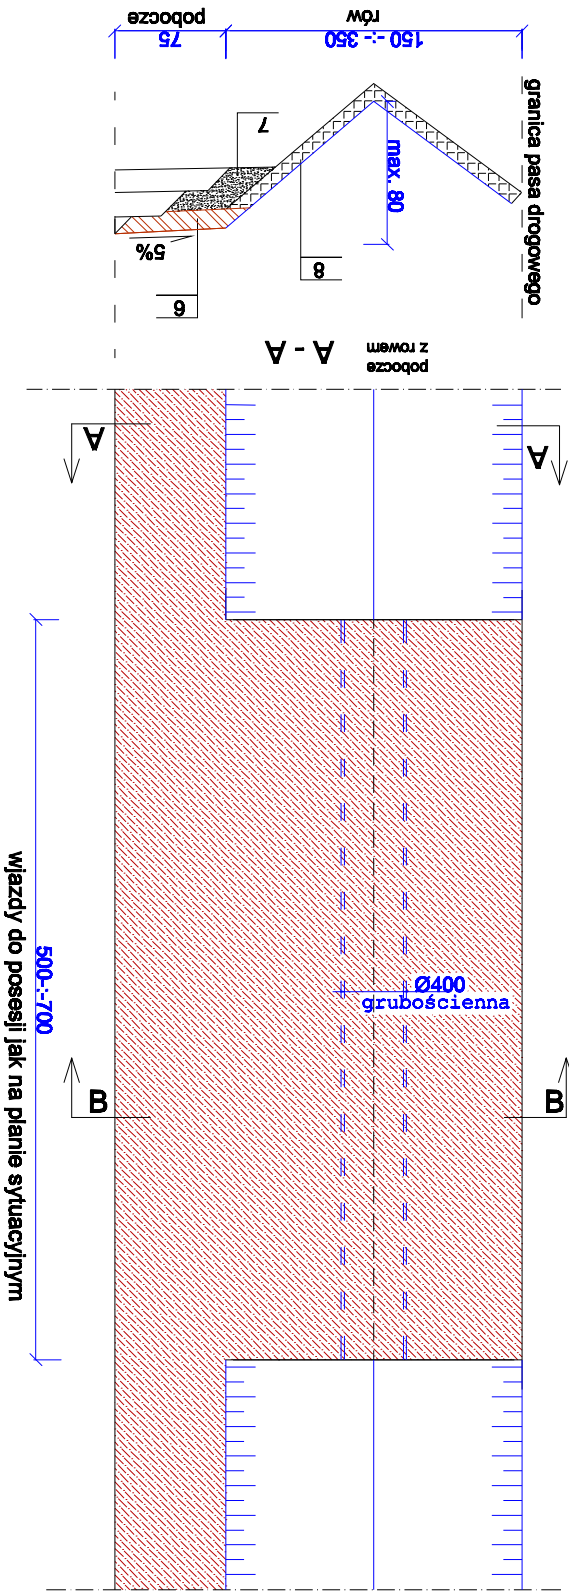 pobocze
75
rów
150 -:- 350
granica pasa drogowego
7
max. 80
5%
8
9
A - A
pobocze
z rowem
A
A
Ø400
grubościenna
500-:-700
wjazdy do posesji jak na planie sytuacyjnym
B
B